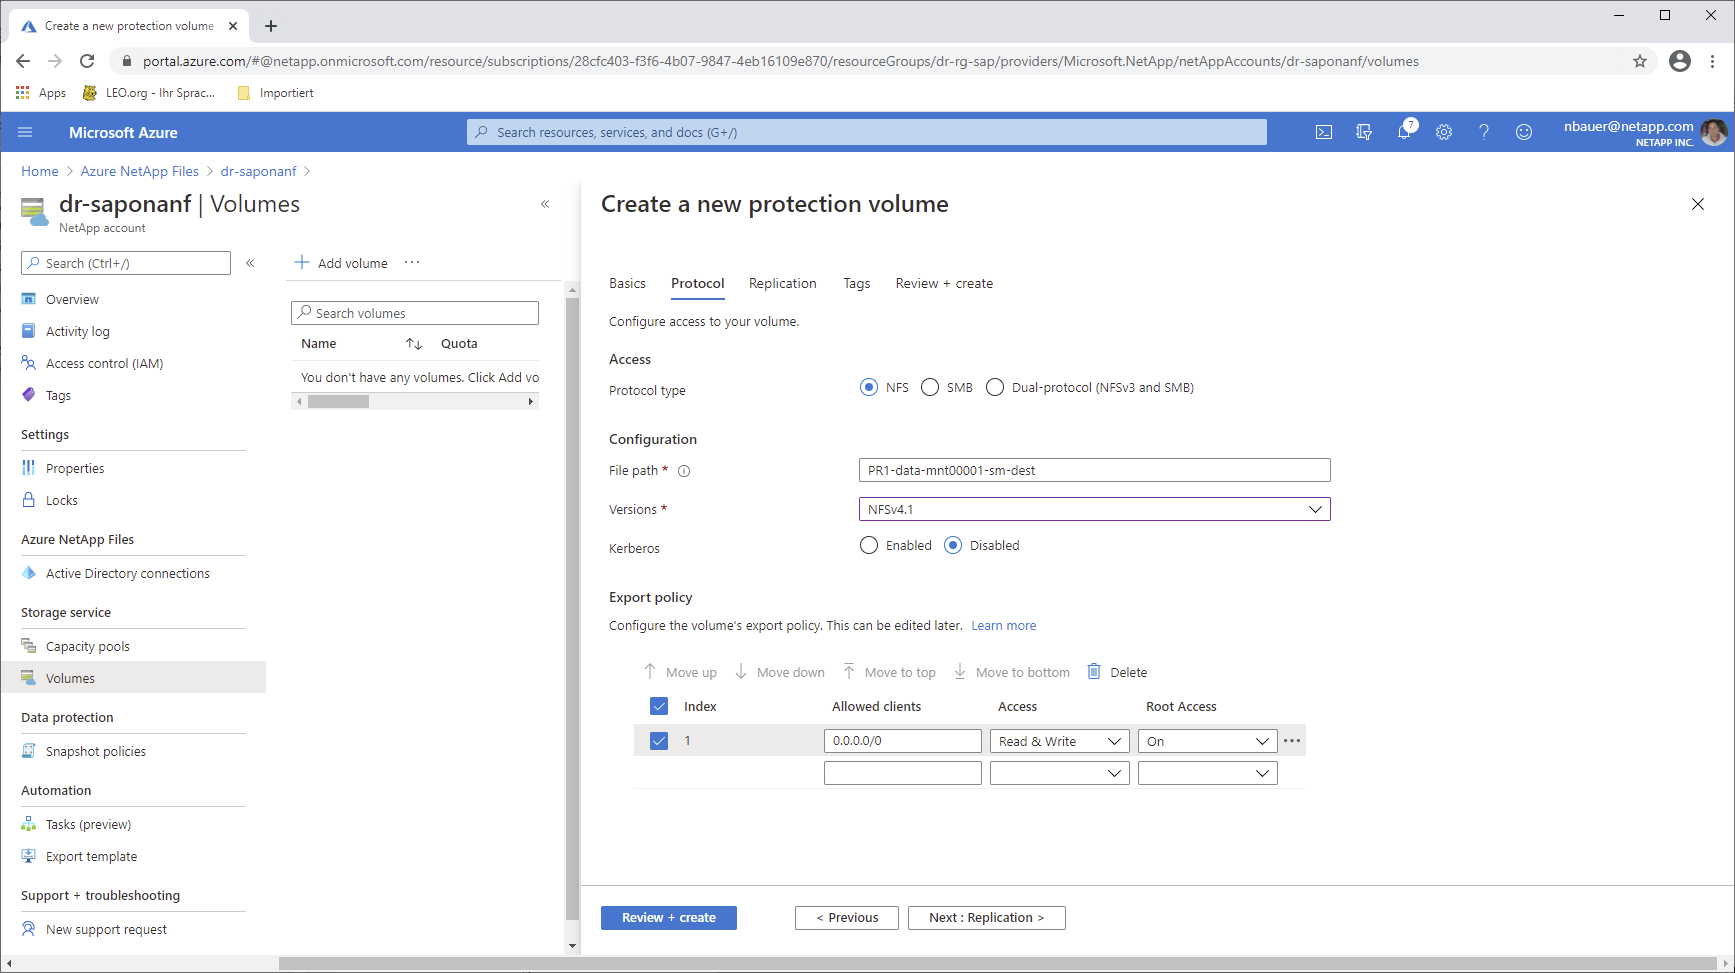 Create a new protection volume
portal.azure.com/#@netapp.onmicrosoft.com/resource/subscriptions/28cfc403-f3f6-4b07-9847-4eb16109e870/resourceGroups/dr-rg-sap/providers/Microsoft.NetApp/netAppAccounts/dr-saponanf/volumes
Apps LEO.org - Ihr Sprac... Importiert
Microsoft Azure
Search resources, services, and docs (G+/)
7
nbauer@netapp.com
NETAPP INC.
Home > Azure NetApp Files > dr-saponanf >
dr-saponanf | Volumes
NetApp account
Search (Ctrl+/)
Overview
Activity log
Access control (IAM)
Tags
Settings
Properties
Locks
Azure NetApp Files
Active Directory connections
Storage service
Capacity pools
Volumes
Data protection
Snapshot policies
Automation
Tasks (preview)
Export template
Support + troubleshooting
New support request
Add volume ...
Search volumes
Name Quota
You don't have any volumes. Click Add vo
Create a new protection volume
Basics Protocol Replication Tags Review + create
Configure access to your volume.
Access
Protocol type NFS SMB Dual-protocol (NFSv3 and SMB)
Configuration
File path * PR1-data-mnt00001-sm-dest
Versions * NFSv4.1
Kerberos Enabled Disabled
Export policy
Configure the volume's export policy. This can be edited later. Learn more
Move up Move down Move to top Move to bottom Delete
Index Allowed clients Access Root Access
1 0.0.0.0/0 Read & Write On ...
Review + create < Previous Next : Replication >